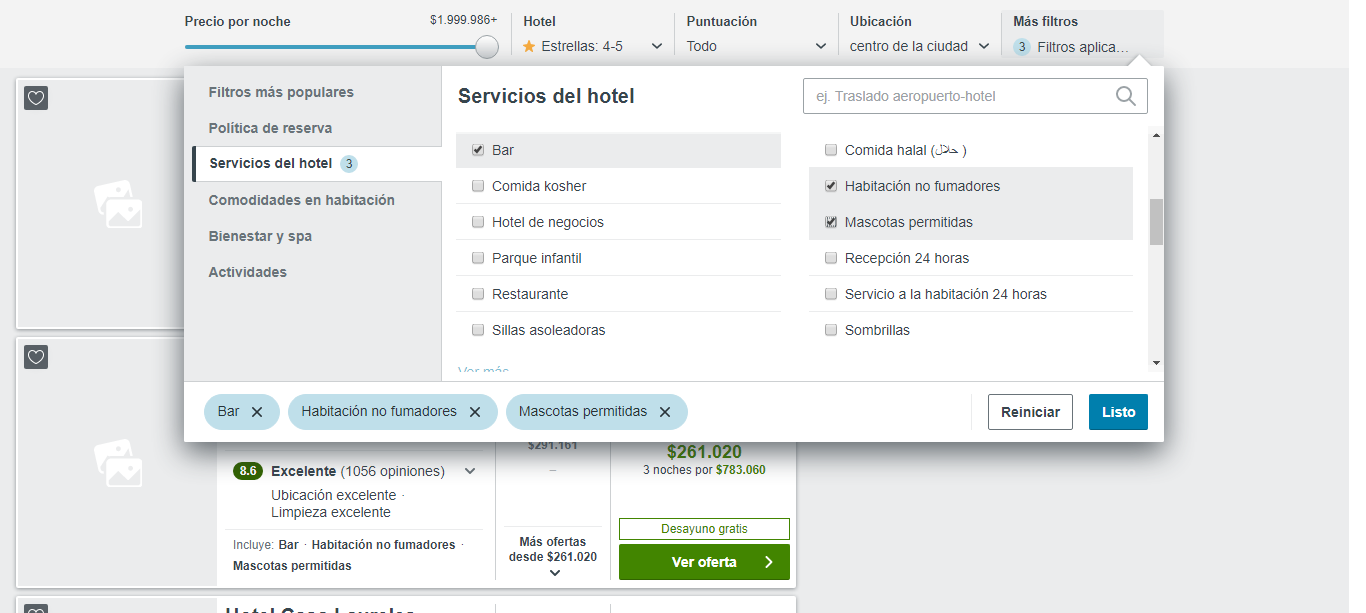 Precio por noche
$1.999.986+
Hotel
Estrellas: 4-5
Puntuación
Todo
Ubicación
centro de la ciudad
Más filtros
3 Filtros aplica...
Filtros más populares
Política de reserva
Servicios del hotel 3
Comodidades en habitación
Bienestar y spa
Actividades
Servicios del hotel
ej. Traslado aeropuerto-hotel
Bar
Comida kosher
Hotel de negocios
Parque infantil
Restaurante
Sillas asoleadoras
Ver más
Comida halal (حلال )
Habitación no fumadores
Mascotas permitidas
Recepción 24 horas
Servicio a la habitación 24 horas
Sombrillas
Bar
Habitación no fumadores
Mascotas permitidas
Reiniciar
Listo
8.6 Excelente (1056 opiniones)
Ubicación excelente ·
Limpieza excelente
Incluye: Bar · Habitación no fumadores ·
Mascotas permitidas
$291.161
–
Más ofertas
desde $261.020
$261.020
3 noches por $783.060
Desayuno gratis
Ver oferta
Hotel Casa Laureles